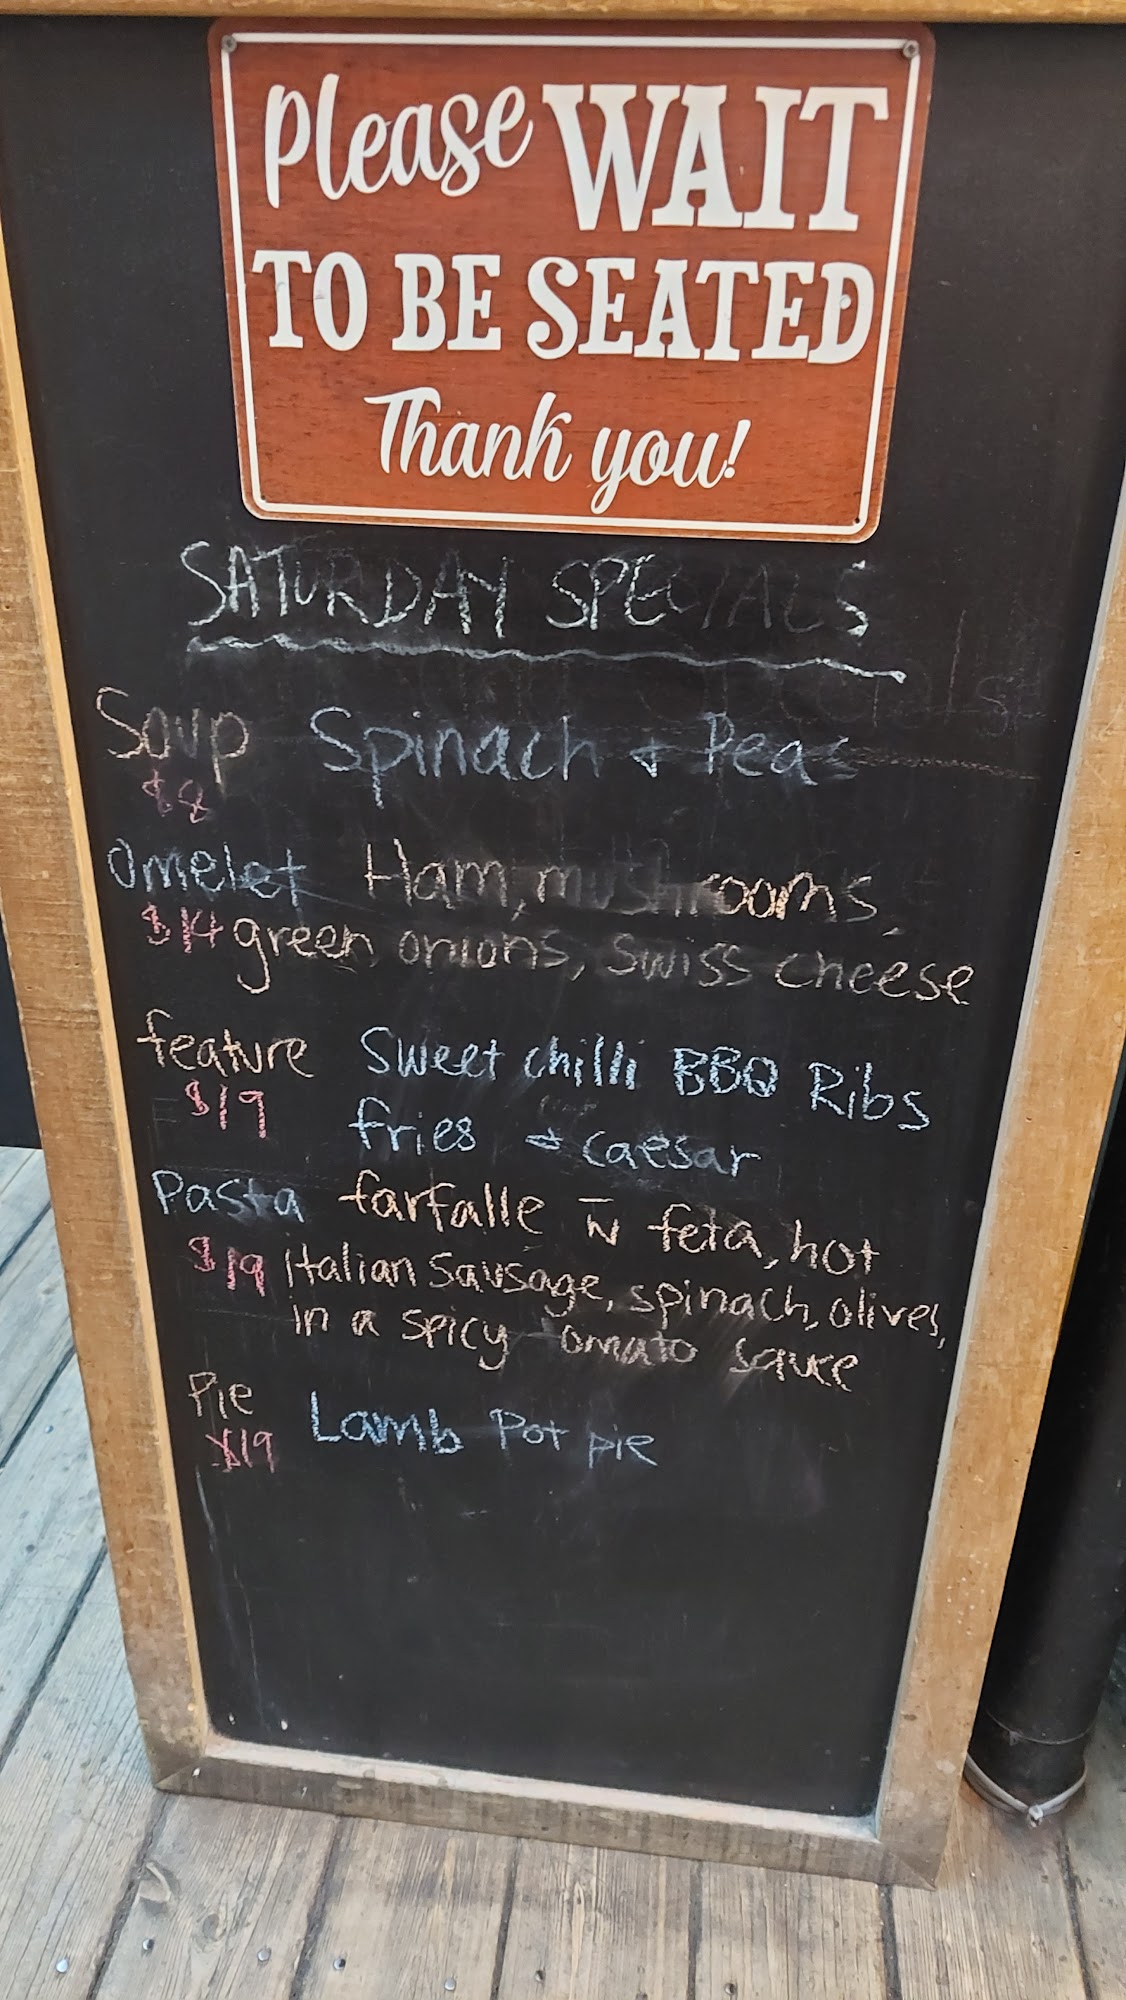 Please WAIT
TO BE SEATED
Thank you!
SATURDAY SPECIALS
Soup Spinach + Peas
$8
Omelet Ham, mushrooms,
$14 green onions, swiss cheese
feature Sweet chilli BBQ Ribs
$19 fries + caesar
Pasta farfalle w feta, hot
$19 italian sausage, spinach, olives,
in a spicy tomato sauce
Pie Lamb Pot pie
$19